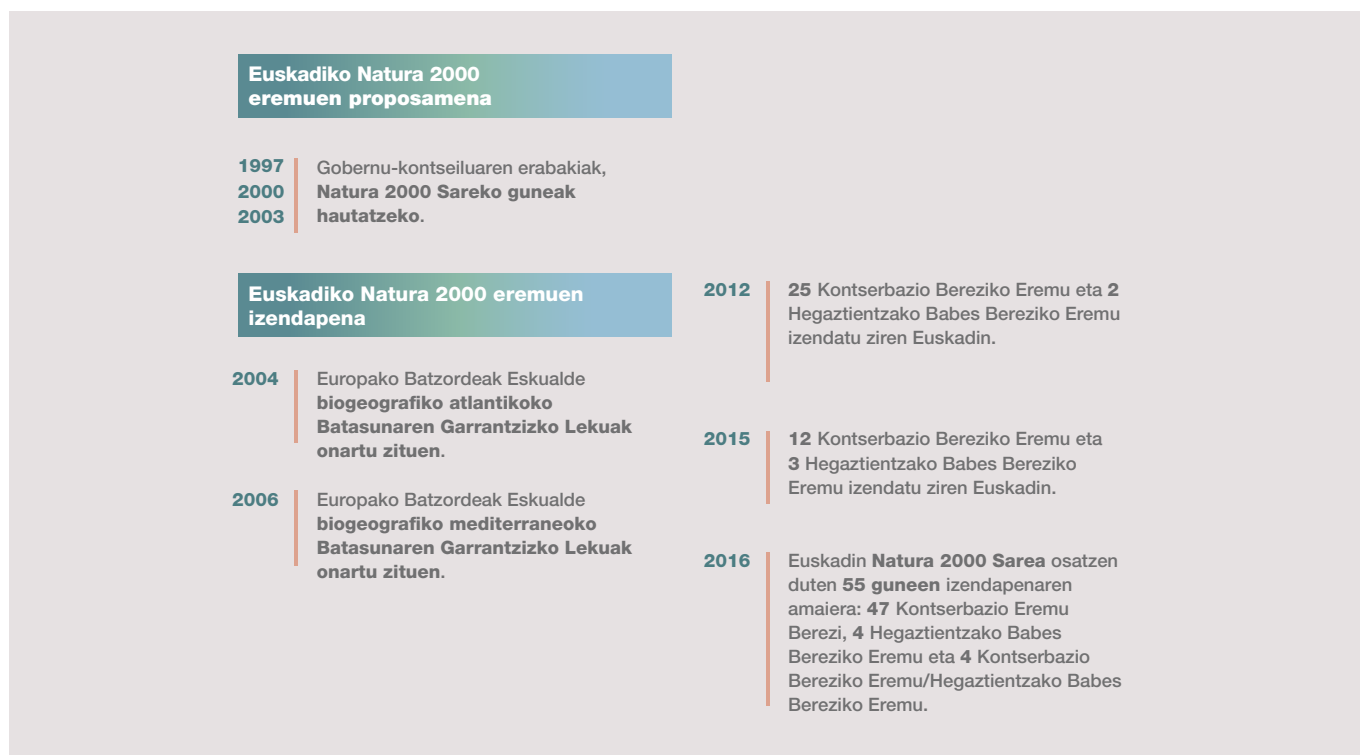 Euskadiko Natura 2000
eremuen proposamena
1997
2000
2003
Gobernu-kontseiluaren erabakiak,
Natura 2000 Sareko guneak
hautatzeko.
Euskadiko Natura 2000 eremuen
izendapena
2004
Europako Batzordeak Eskualde
biogeografiko atlantikoko
Batasunaren Garrantzizko Lekuak
onartu zituen.
2006
Europako Batzordeak Eskualde
biogeografiko mediterraneoko
Batasunaren Garrantzizko Lekuak
onartu zituen.
2012
25 Kontserbazio Bereziko Eremu eta 2
Hegaztientzako Babes Bereziko Eremu
izendatu ziren Euskadin.
2015
12 Kontserbazio Bereziko Eremu eta
3 Hegaztientzako Babes Bereziko
Eremu izendatu ziren Euskadin.
2016
Euskadin Natura 2000 Sarea osatzen
duten 55 guneen izendapenaren
amaiera: 47 Kontserbazio Eremu
Berezi, 4 Hegaztientzako Babes
Bereziko Eremu eta 4 Kontserbazio
Bereziko Eremu/Hegaztientzako Babes
Bereziko Eremu.